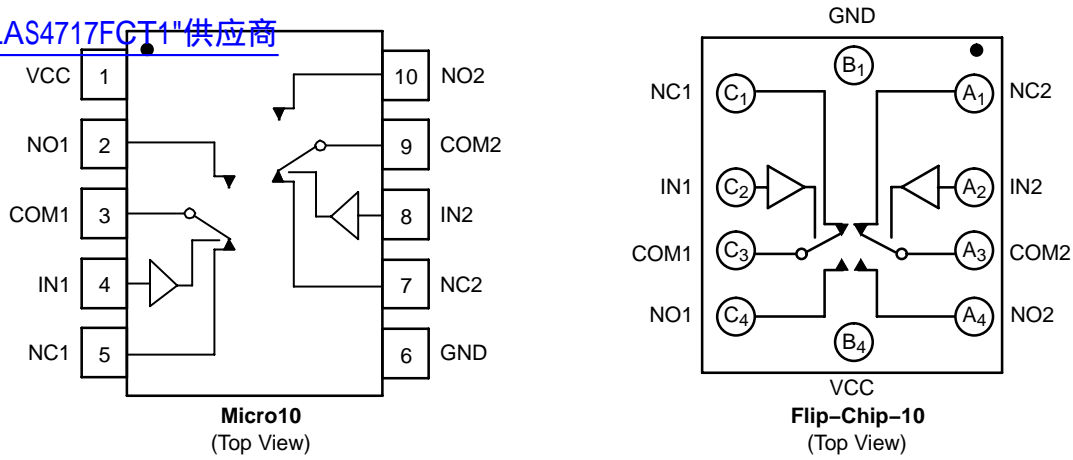 .AS4717FCT1"供应商
VCC 1
NO1 2
COM1 3
IN1 4
NC1 5
10 NO2
9 COM2
8 IN2
7 NC2
6 GND
Micro10
(Top View)
GND
B1
NC1 C1
A1 NC2
IN1 C2
A2 IN2
COM1 C3
A3 COM2
NO1 C4
A4 NO2
B4
VCC
Flip−Chip−10
(Top View)